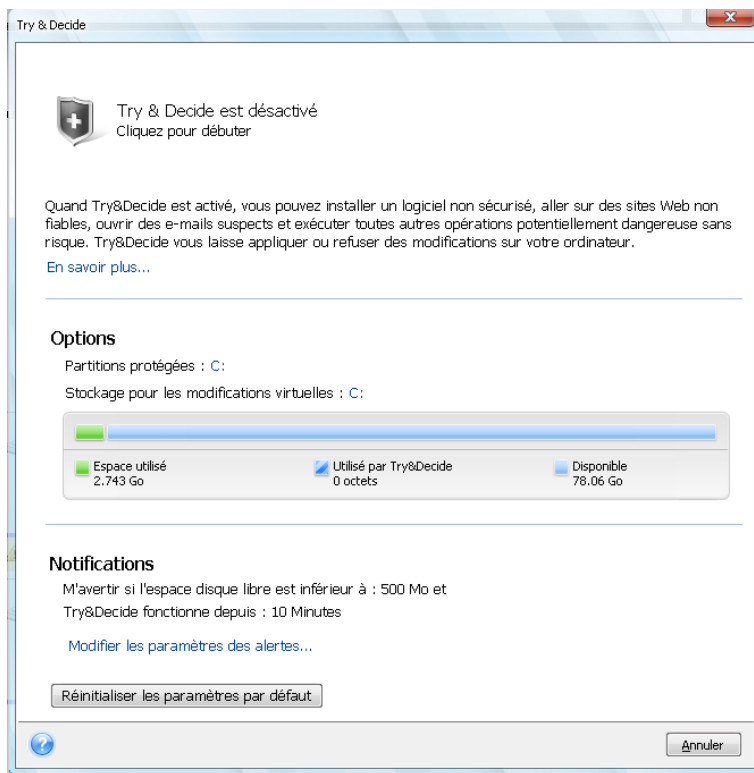 Try & Decide
Try & Decide est désactivé
Cliquez pour débuter
Quand Try&Decide est activé, vous pouvez installer un logiciel non sécurisé, aller sur des sites Web non
fiables, ouvrir des e-mails suspects et exécuter toutes autres opérations potentiellement dangereuse sans
risque. Try&Decide vous laisse appliquer ou refuser des modifications sur votre ordinateur.
En savoir plus...
Options
Partitions protégées : C:
Stockage pour les modifications virtuelles : C:
Espace utilisé
2.743 Go
Utilisé par Try&Decide
0 octets
Disponible
78.06 Go
Notifications
M'avertir si l'espace disque libre est inférieur à : 500 Mo et
Try&Decide fonctionne depuis : 10 Minutes
Modifier les paramètres des alertes...
Réinitialiser les paramètres par défaut
Annuler